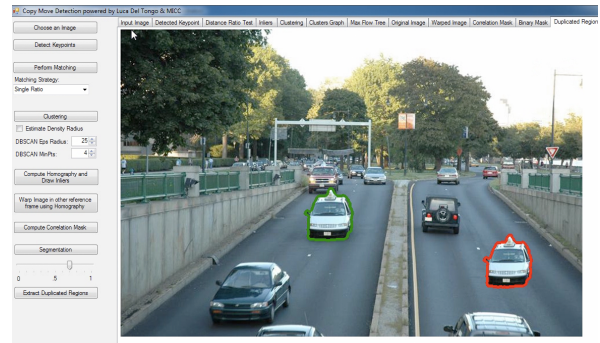 Copy Move Detection powered by Luca Del Tongo & MICC
Choose an Image
Detect Keypoints
Perform Matching
Matching Strategy:
Single Ratio
Clustering
Estimate Density Radius
DBSCAN Eps Radius: 25
DBSCAN MinPts: 4
Compute Homography and
Draw Inliers
Warp Image in other reference
frame using Homography
Compute Correlation Mask
Segmentation
0 .5 1
Extract Duplicated Regions
Input Image Detected Keypoint Distance Ratio Test Inliers Clustering Clusters Graph Max Flow Tree Original Image Warped Image Correlation Mask Binary Mask Duplicated Regions